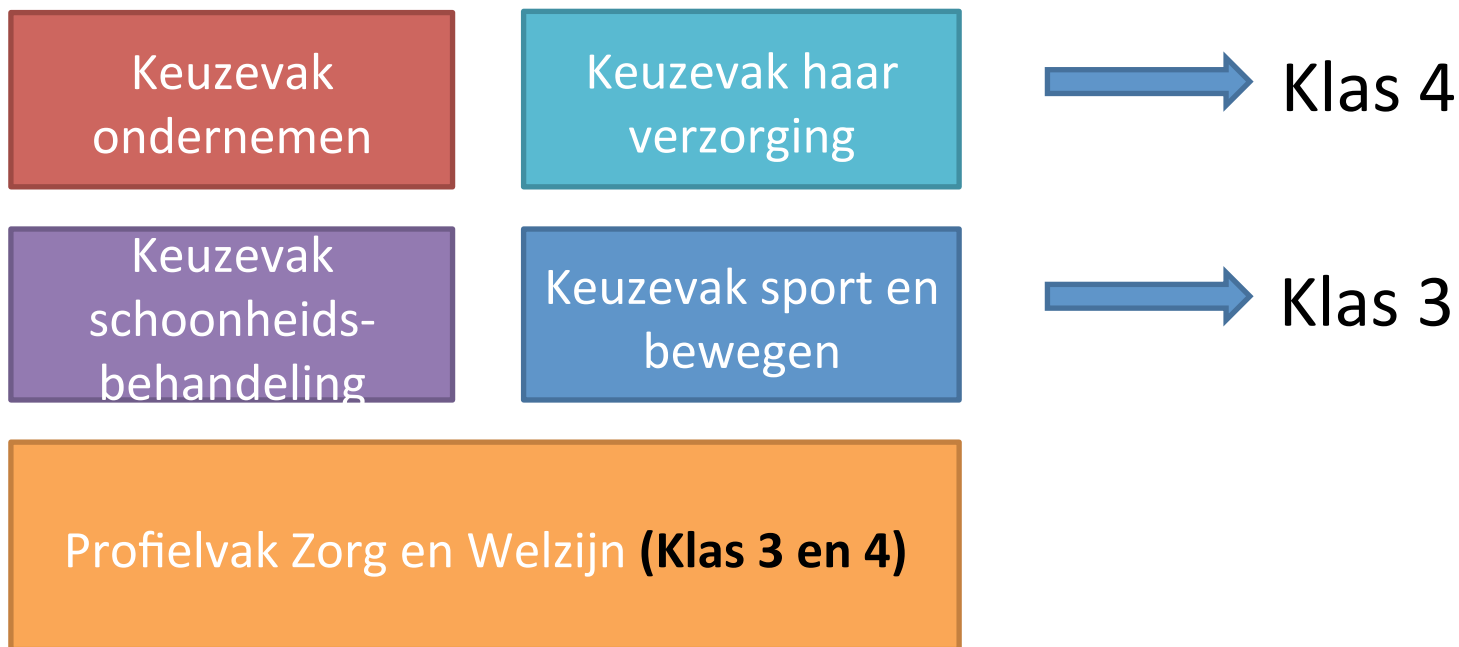 Keuzevak
ondernemen
Keuzevak haar
verzorging
Klas 4
Keuzevak
schoonheids-
behandeling
Keuzevak sport en
bewegen
Klas 3
Profielvak Zorg en Welzijn (Klas 3 en 4)